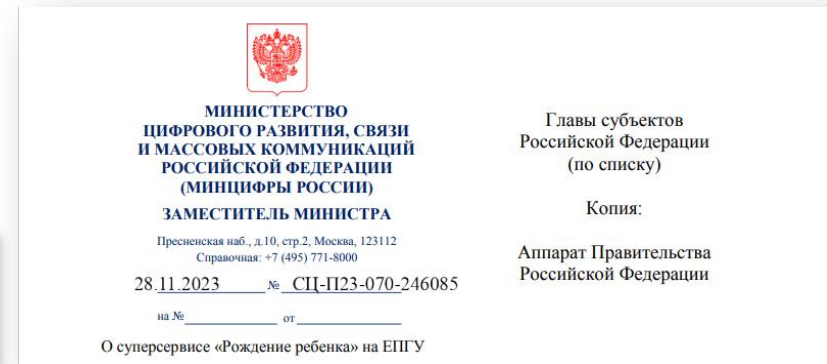 МИНИСТЕРСТВО
ЦИФРОВОГО РАЗВИТИЯ, СВЯЗИ
И МАССОВЫХ КОММУНИКАЦИЙ
РОССИЙСКОЙ ФЕДЕРАЦИИ
(МИНЦИФРЫ РОССИИ)
ЗАМЕСТИТЕЛЬ МИНИСТРА
Пресненская наб., д.10, стр.2, Москва, 123112
Справочная: +7 (495) 771-8000
28.11.2023 № СЦ-П23-070-246085
на № от
О суперсервисе «Рождение ребенка» на ЕПГУ
Главы субъектов
Российской Федерации
(по списку)
Копия:
Аппарат Правительства
Российской Федерации